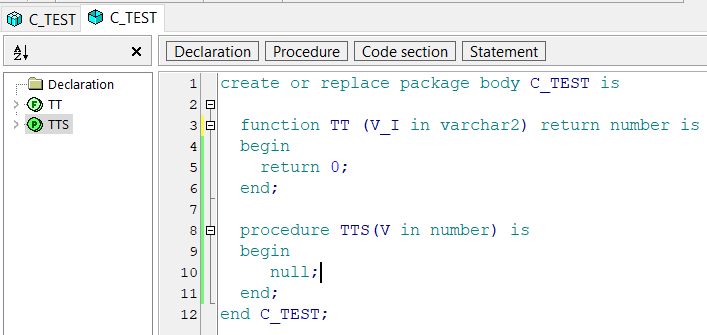 C_TEST
C_TEST
A
Z
Declaration
Procedure
Code section
Statement
Declaration
F TT
P TTS
1 create or replace package body C_TEST is
2
3 function TT (V_I in varchar2) return number is
4 begin
5 return 0;
6 end;
7
8 procedure TTS(V in number) is
9 begin
10 null;
11 end;
12 end C_TEST;